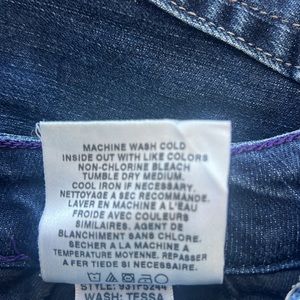 MACHINE WASH COLD
INSIDE OUT WITH LIKE COLORS
NON-CHLORINE BLEACH
TUMBLE DRY MEDIUM.
COOL IRON IF NECESSARY.
NETTOYAGE A SEC RECOMMANDE.
LAVER EN MACHINE A L'EAU
FROIDE AVEC COULEURS
SIMILAIRES. AGENT DE
BLANCHIMENT SANS CHLORE.
SÉCHER A LA MACHINE A
TEMPERATURE MOYENNE. REPASSER
A FER TIEDE SI NECESSAIRE.
STYLE:
WASH: TESSA